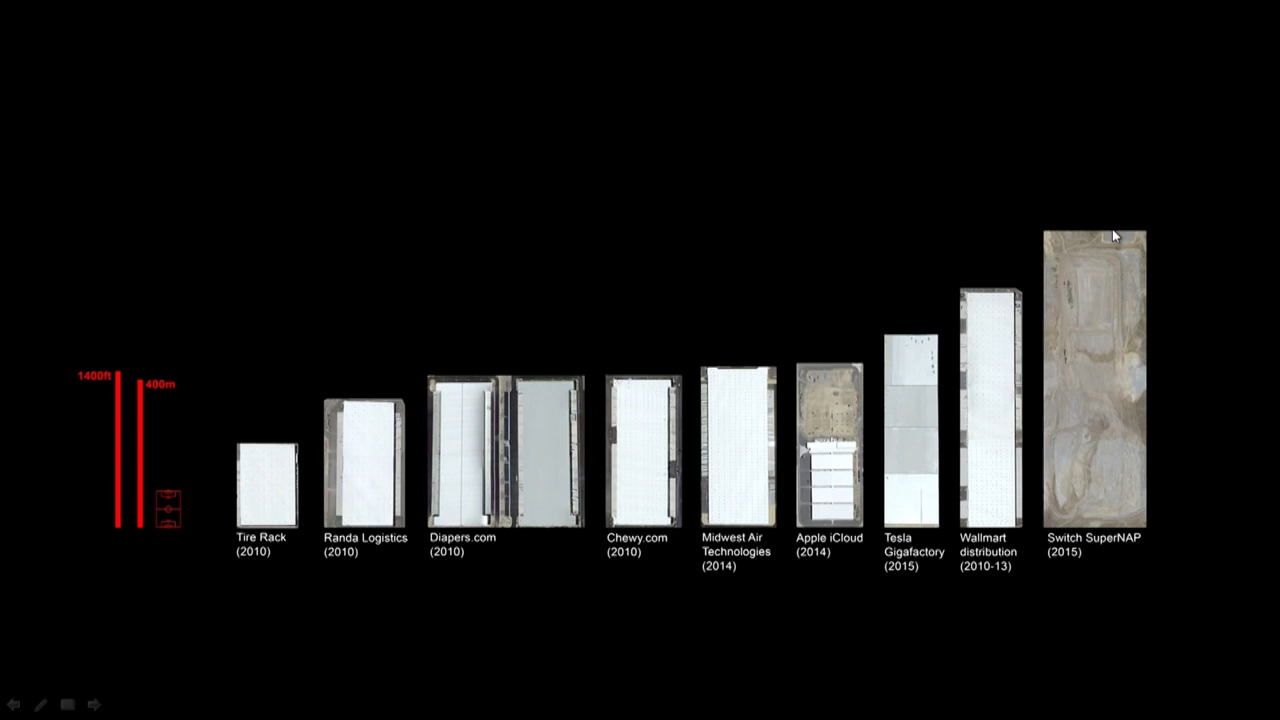 1400ft
400m
Tire Rack
(2010)
Randa Logistics
(2010)
Diapers.com
(2010)
Chewy.com
(2010)
Midwest Air
Technologies
(2014)
Apple iCloud
(2014)
Tesla
Gigafactory
(2015)
Wallmart
distribution
(2010-13)
Switch SuperNAP
(2015)